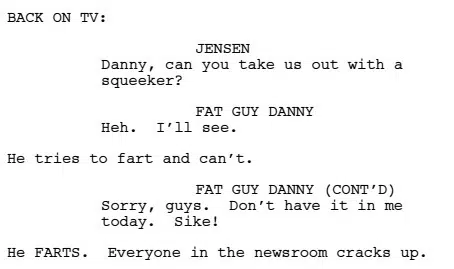 BACK ON TV:
JENSEN
Danny, can you take us out with a
squeeker?
FAT GUY DANNY
Heh.  I'll see.
He tries to fart and can't.
FAT GUY DANNY (CONT'D)
Sorry, guys.  Don't have it in me
today.  Sike!
He FARTS.  Everyone in the newsroom cracks up.